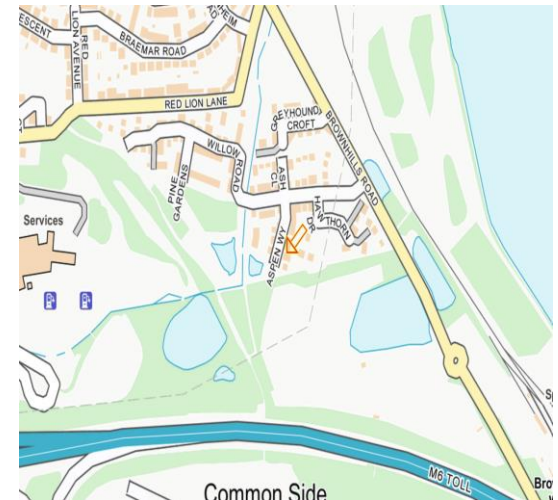 ESCENT
RED
LION AVENUE
BRAEMAR ROAD
RED LION LANE
GREYHOUND
CROFT
WILLOW
ROAD
PINE
GARDENS
ASH
CL
HAWTHORN
DR
BROWNHILLS ROAD
Services
ASPEN WY
M6 TOLL
Common Side
Sp
Bro